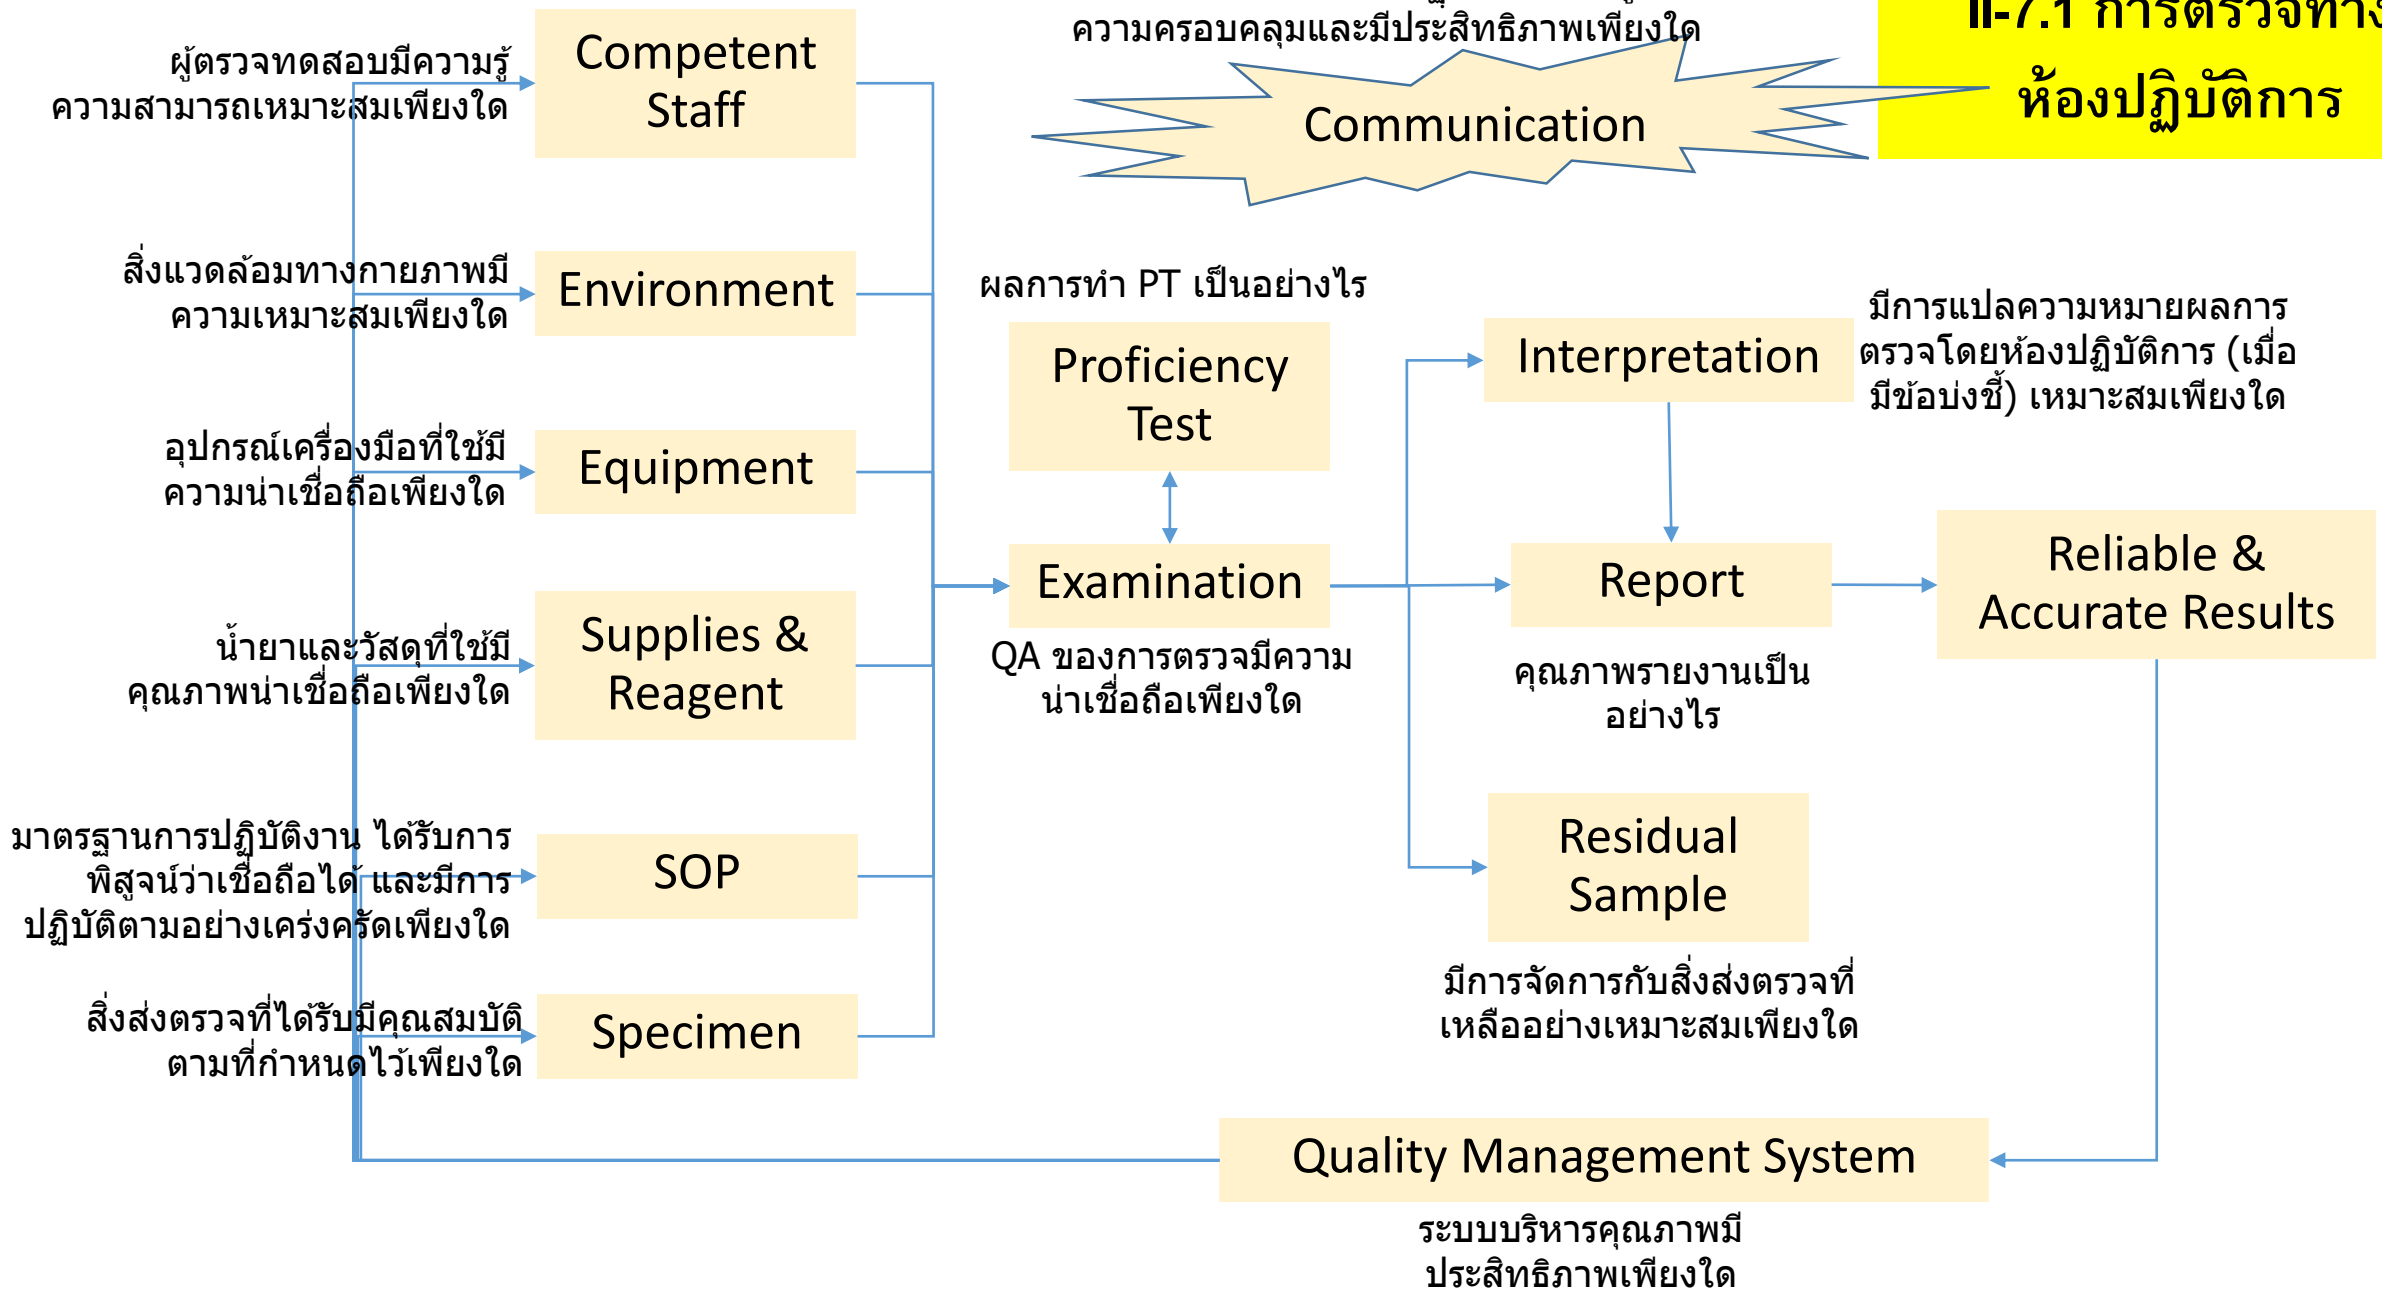 ความครอบคลุมและมีประสิทธิภาพเพียงใด
Communication
II-7.1 การตรวจทาง
ห้องปฏิบัติการ
ผู้ตรวจทดสอบมีความรู้
ความสามารถเหมาะสมเพียงใด
Competent
Staff
สิ่งแวดล้อมทางกายภาพมี
ความเหมาะสมเพียงใด
Environment
อุปกรณ์เครื่องมือที่ใช้มี
ความน่าเชื่อถือเพียงใด
Equipment
น้ำยาและวัสดุที่ใช้มี
คุณภาพน่าเชื่อถือเพียงใด
Supplies &
Reagent
มาตรฐานการปฏิบัติงาน ได้รับการ
พิสูจน์ว่าเชื่อถือได้ และมีการ
ปฏิบัติตามอย่างเคร่งครัดเพียงใด
SOP
สิ่งส่งตรวจที่ได้รับมีคุณสมบัติ
ตามที่กำหนดไว้เพียงใด
Specimen
ผลการทำ PT เป็นอย่างไร
Proficiency
Test
Examination
QA ของการตรวจมีความ
น่าเชื่อถือเพียงใด
Interpretation
มีการแปลความหมายผลการ
ตรวจโดยห้องปฏิบัติการ (เมื่อ
มีข้อบ่งชี้) เหมาะสมเพียงใด
Report
คุณภาพรายงานเป็น
อย่างไร
Reliable &
Accurate Results
Residual
Sample
มีการจัดการกับสิ่งส่งตรวจที่
เหลืออย่างเหมาะสมเพียงใด
Quality Management System
ระบบบริหารคุณภาพมี
ประสิทธิภาพเพียงใด